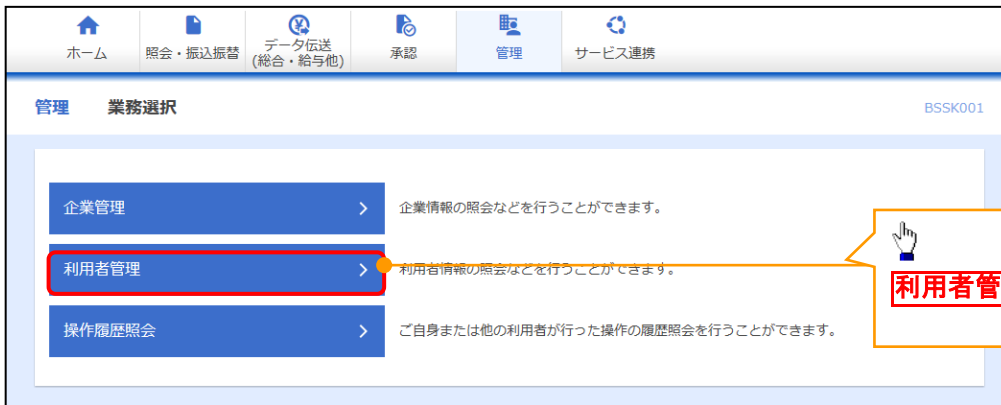 ホーム
照会・振込振替
データ伝送
(総合・給与他)
承認
管理
サービス連携
管理 業務選択
BSSK001
企業管理
企業情報の照会などを行うことができます。
利用者管理
利用者情報の照会などを行うことができます。
利用者管
操作履歴照会
ご自身または他の利用者が行った操作の履歴照会を行うことができます。